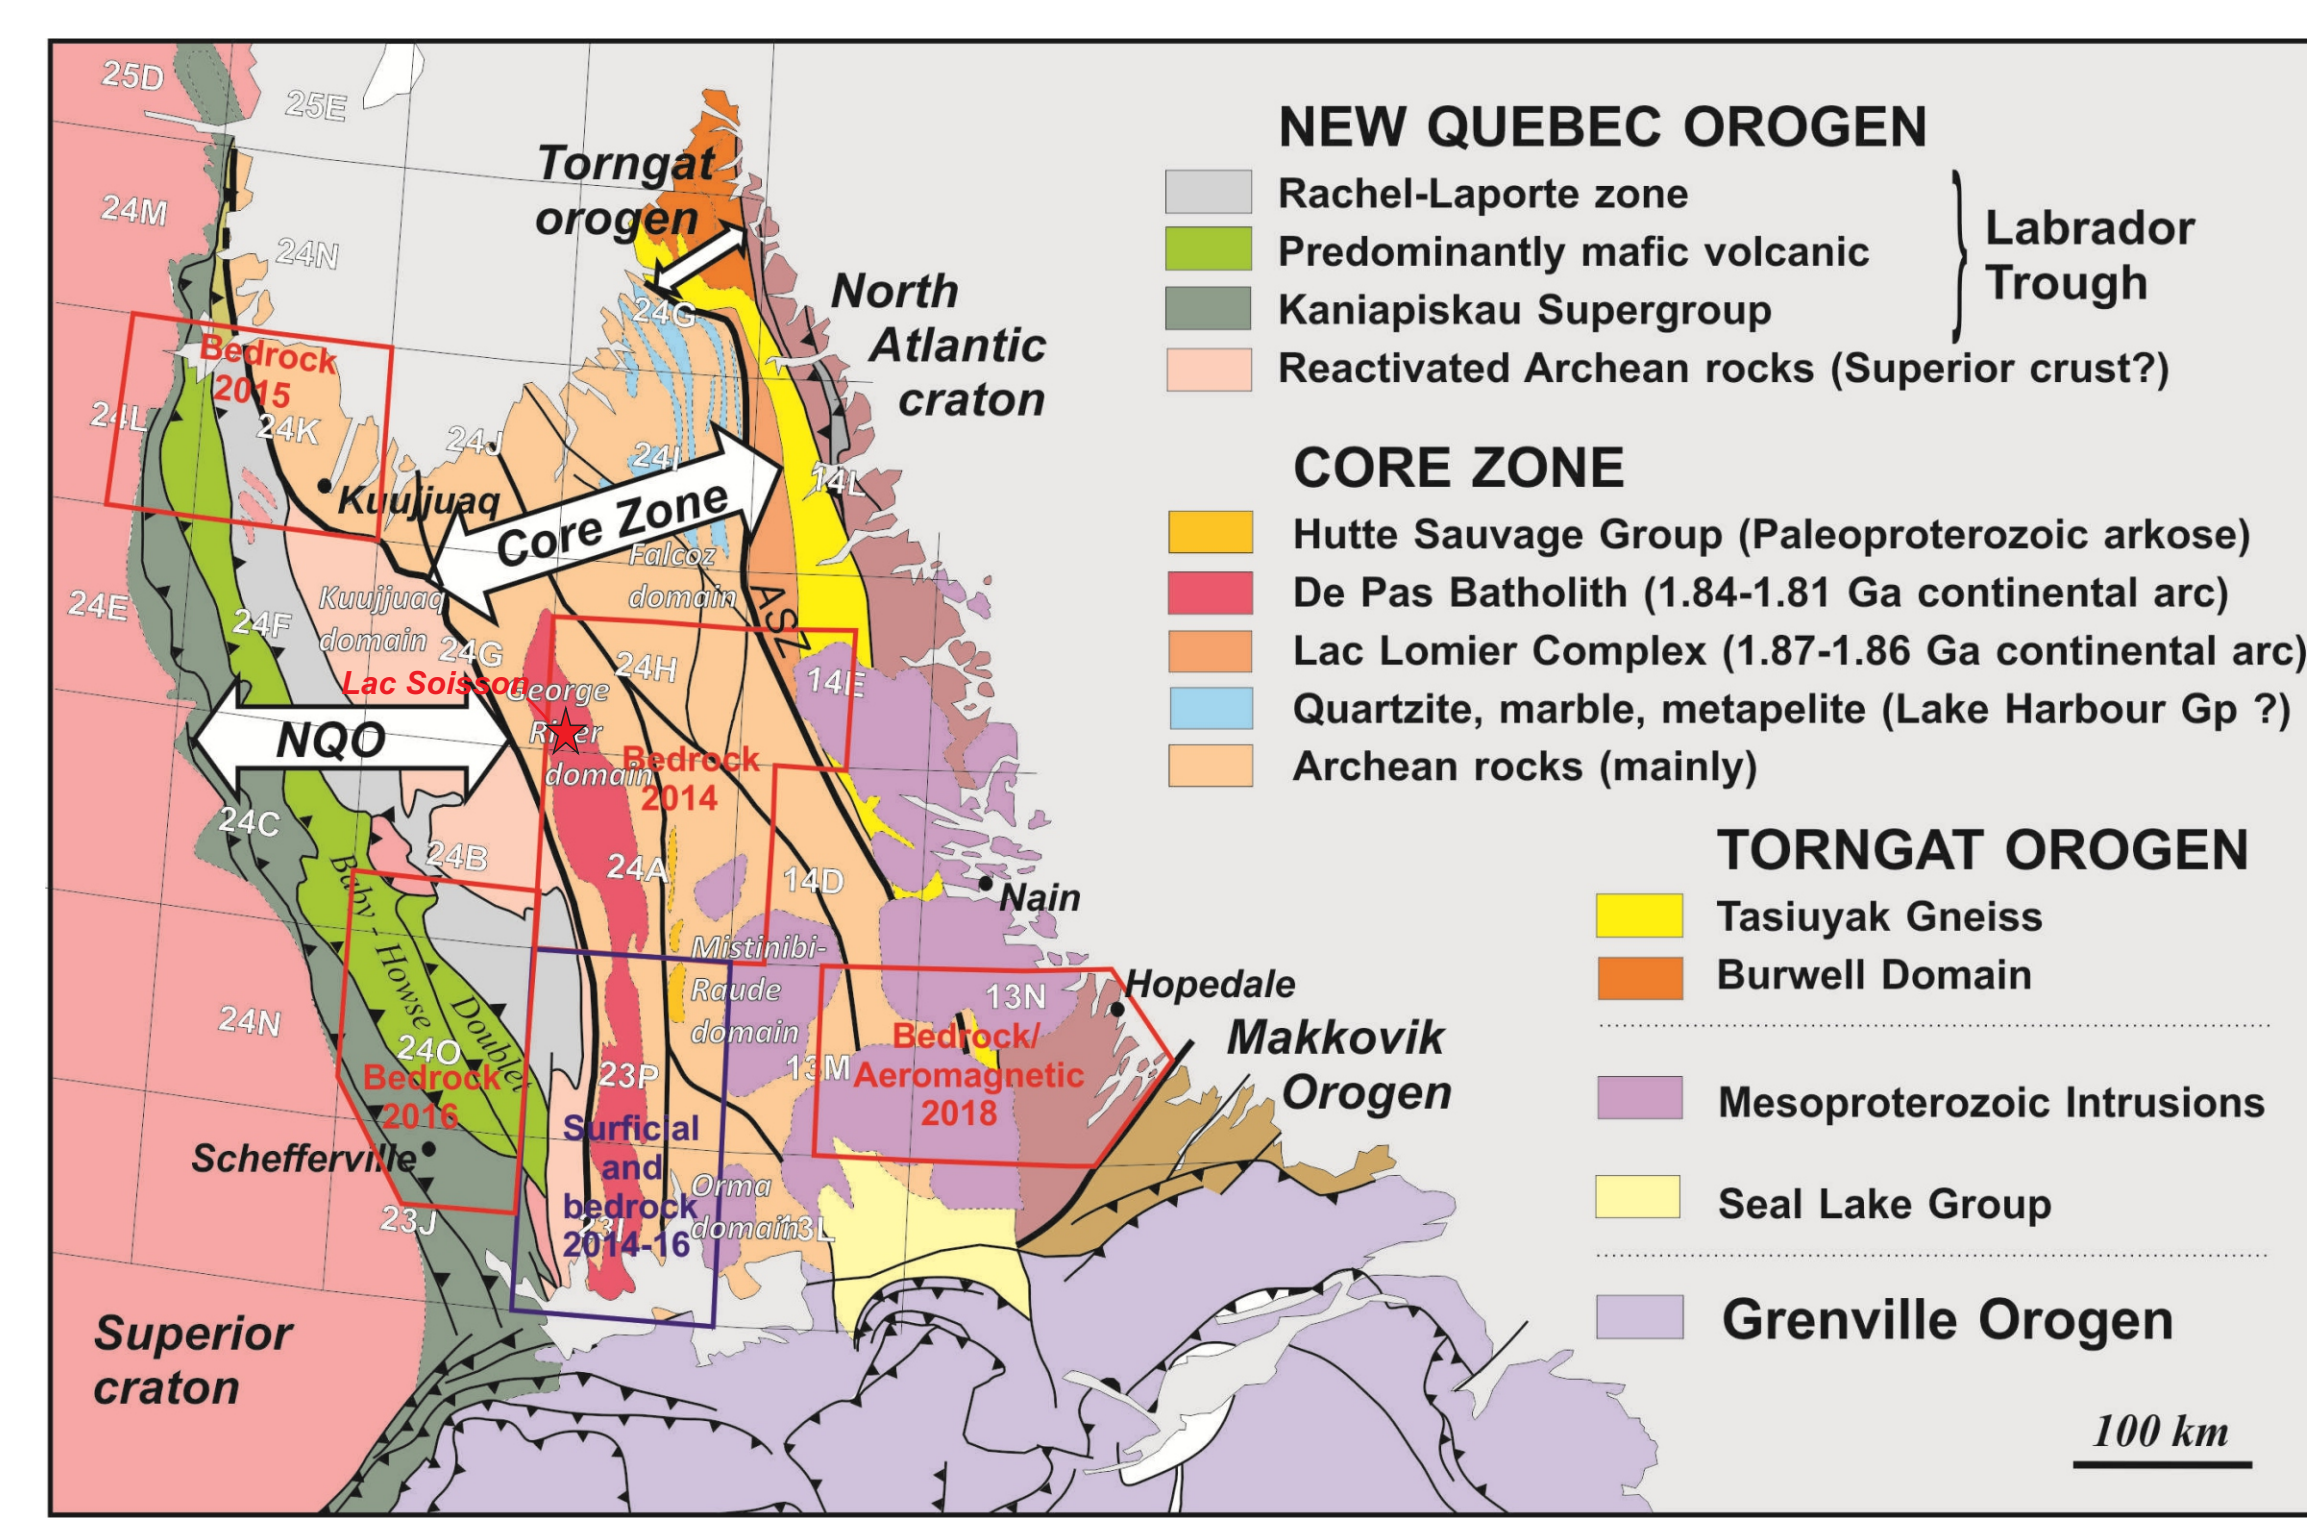 25D
25E
24M
24N
Torngat
orogen
North
Atlantic
craton
24G
Bedrock
2015
24L
24K
24J
24I
14L
Kuujjuaq
Core Zone
Falcoz
domain
ASZ
24E
24F
Kuujjuaq
domain
24G
24H
14E
Lac Soisson
George
River
domain
NQO
Bedrock
2014
24C
24B
24A
14D
Nain
Baby - Howse
Doublet
Mistinibi-
Raude
domain
24N
24O
Bedrock
2016
23P
13M
13N
Hopedale
Bedrock/
Aeromagnetic
2018
Makkovik
Orogen
Schefferville
23J
Surficial
and
bedrock
2014-16
23I
Orma
domain
13L
Superior
craton
NEW QUEBEC OROGEN
Rachel-Laporte zone
Predominantly mafic volcanic
Kaniapiskau Supergroup
Labrador
Trough
Reactivated Archean rocks (Superior crust?)
CORE ZONE
Hutte Sauvage Group (Paleoproterozoic arkose)
De Pas Batholith (1.84-1.81 Ga continental arc)
Lac Lomier Complex (1.87-1.86 Ga continental arc)
Quartzite, marble, metapelite (Lake Harbour Gp ?)
Archean rocks (mainly)
TORNGAT OROGEN
Tasiuyak Gneiss
Burwell Domain
Mesoproterozoic Intrusions
Seal Lake Group
Grenville Orogen
100 km